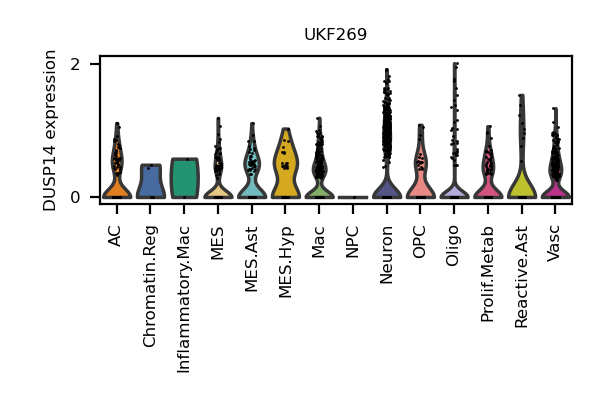 UKF269
DUSP14 expression
2
0
AC
Chromatin.Reg
Inflammatory.Mac
MES
MES.Ast
MES.Hyp
Mac
NPC
Neuron
OPC
Oligo
Prolif.Metab
Reactive.Ast
Vasc